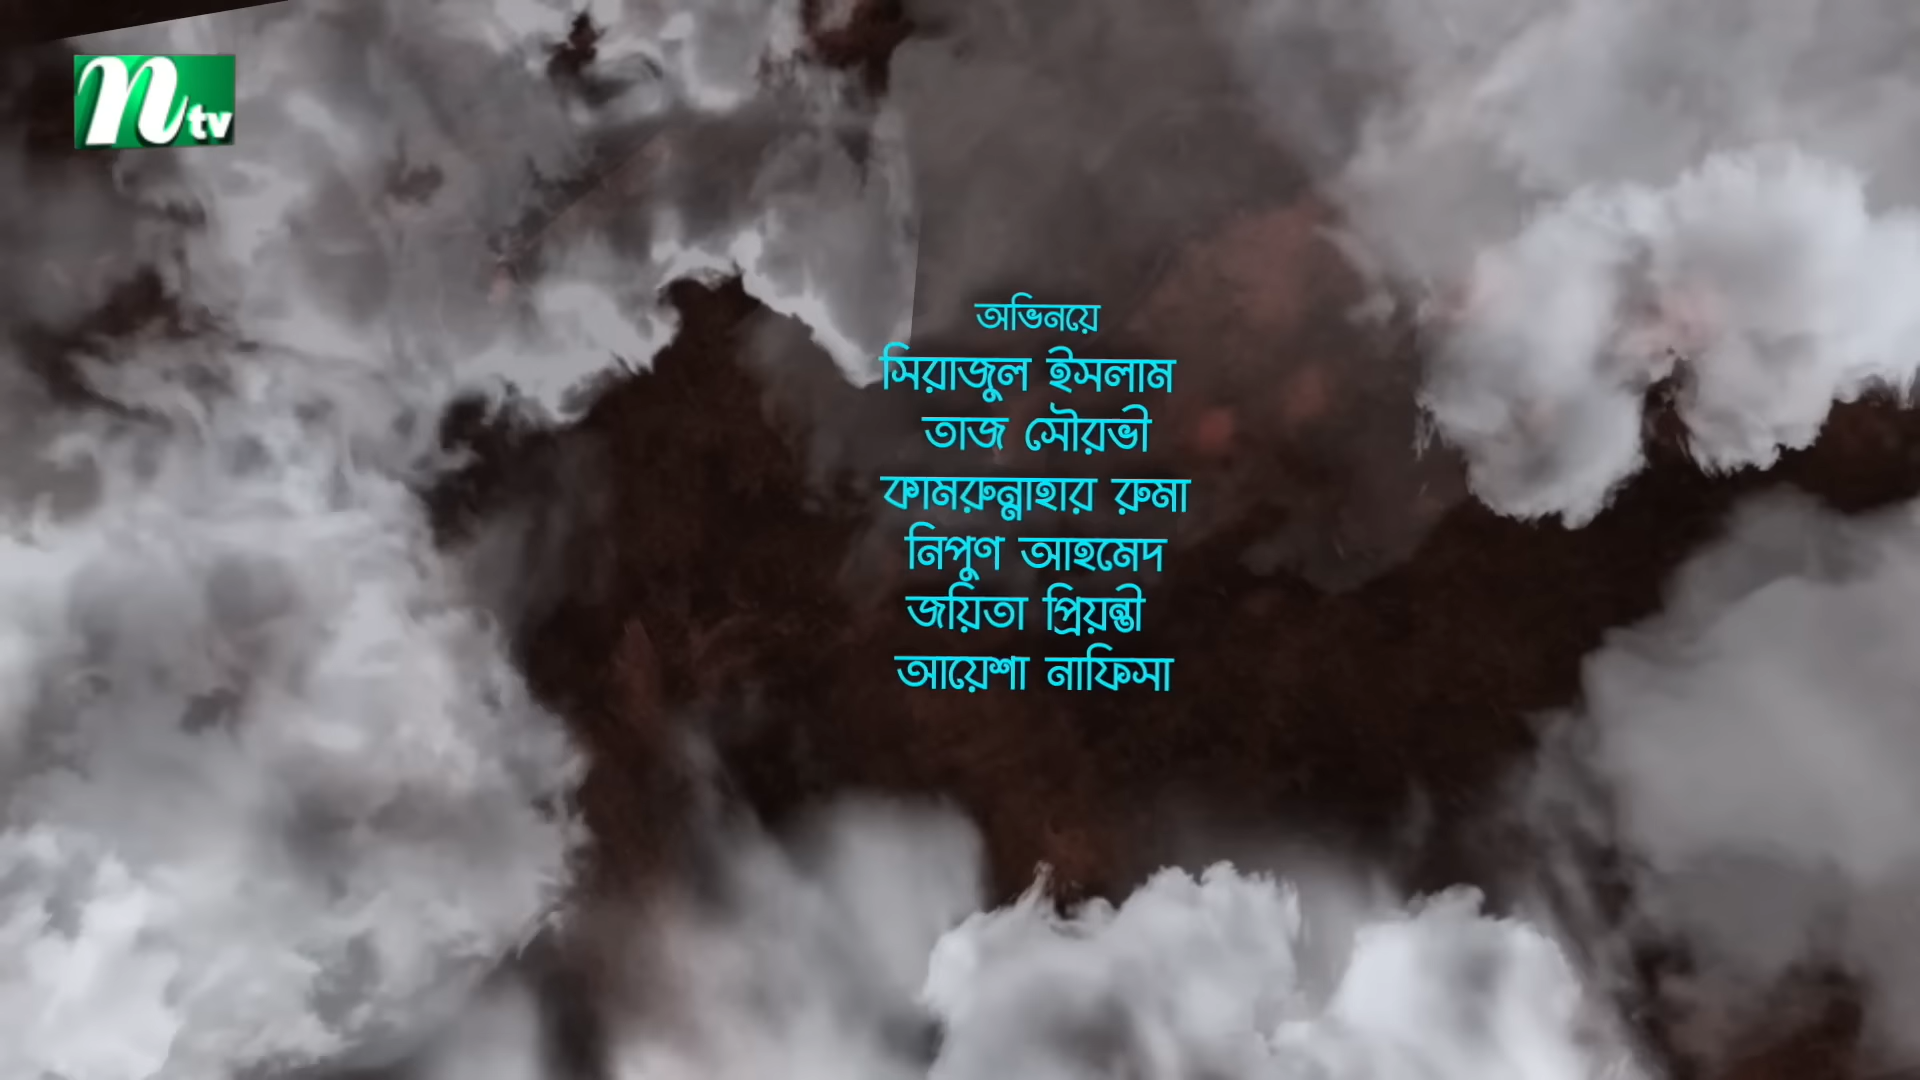 ntv
অভিনয়ে
সিরাজুল ইসলাম
তাজ সৌরভী
কামরুন্নাহার রুমা
নিপুণ আহমেদ
জয়িতা প্রিয়ন্তী
আয়েশা নাফিসা